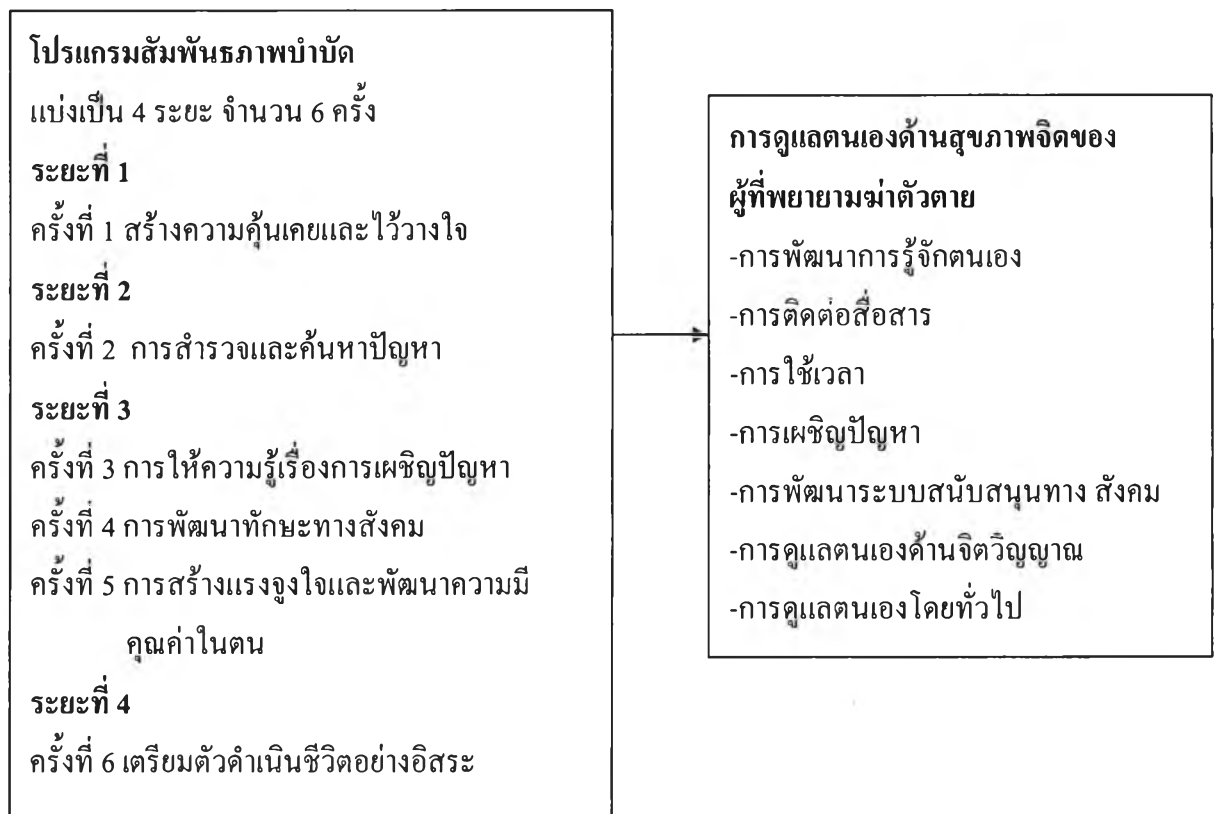 โปรแกรมสัมพันธภาพบำบัด
แบ่งเป็น 4 ระยะ จำนวน 6 ครั้ง
ระยะที่ 1
ครั้งที่ 1 สร้างความคุ้นเคยและไว้วางใจ
ระยะที่ 2
ครั้งที่ 2 การสำรวจและค้นหาปัญหา
ระยะที่ 3
ครั้งที่ 3 การให้ความรู้เรื่องการเผชิญปัญหา
ครั้งที่ 4 การพัฒนาทักษะทางสังคม
ครั้งที่ 5 การสร้างแรงจูงใจและพัฒนาความมี
คุณค่าในตน
ระยะที่ 4
ครั้งที่ 6 เตรียมตัวดำเนินชีวิตอย่างอิสระ
การดูแลตนเองด้านสุขภาพจิตของ
ผู้ที่พยายามฆ่าตัวตาย
-การพัฒนาการรู้จักตนเอง
-การติดต่อสื่อสาร
-การใช้เวลา
-การเผชิญปัญหา
-การพัฒนาระบบสนับสนุนทาง สังคม
-การดูแลตนเองด้านจิตวิญญาณ
-การดูแลตนเองโดยทั่วไป